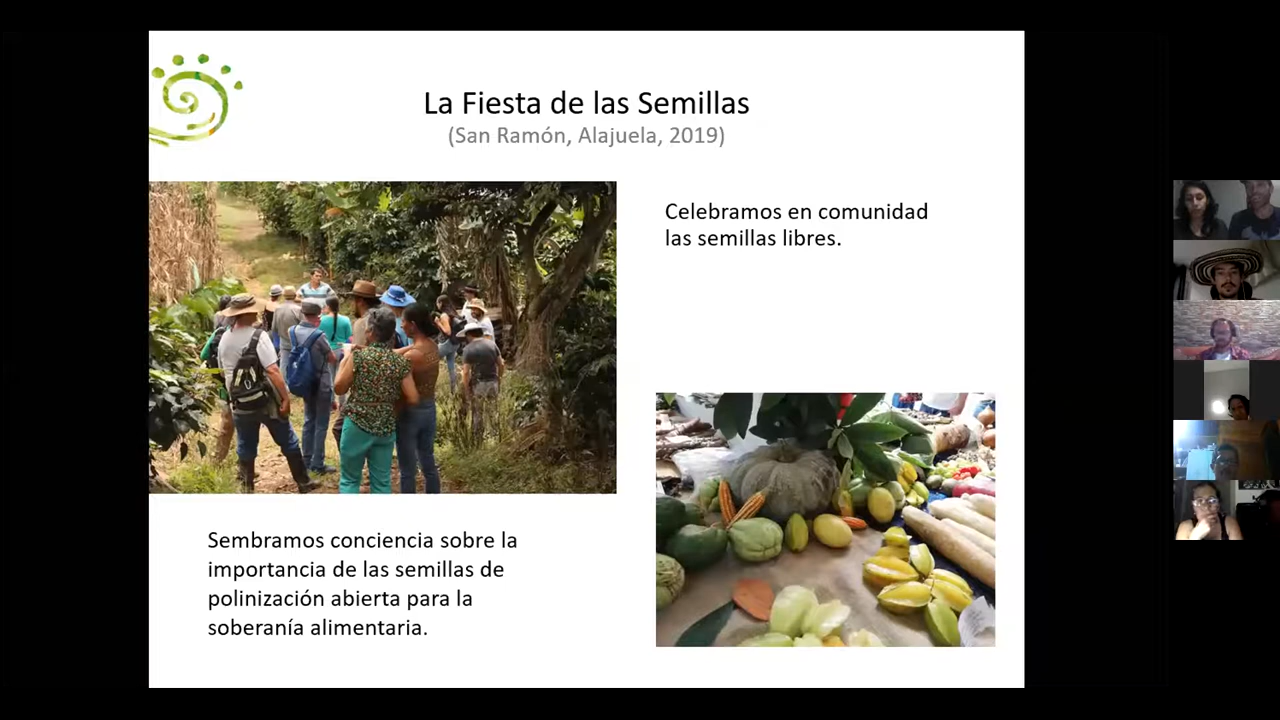 La Fiesta de las Semillas
(San Ramón, Alajuela, 2019)
Celebramos en comunidad
las semillas libres.
Sembramos conciencia sobre la
importancia de las semillas de
polinización abierta para la
soberanía alimentaria.